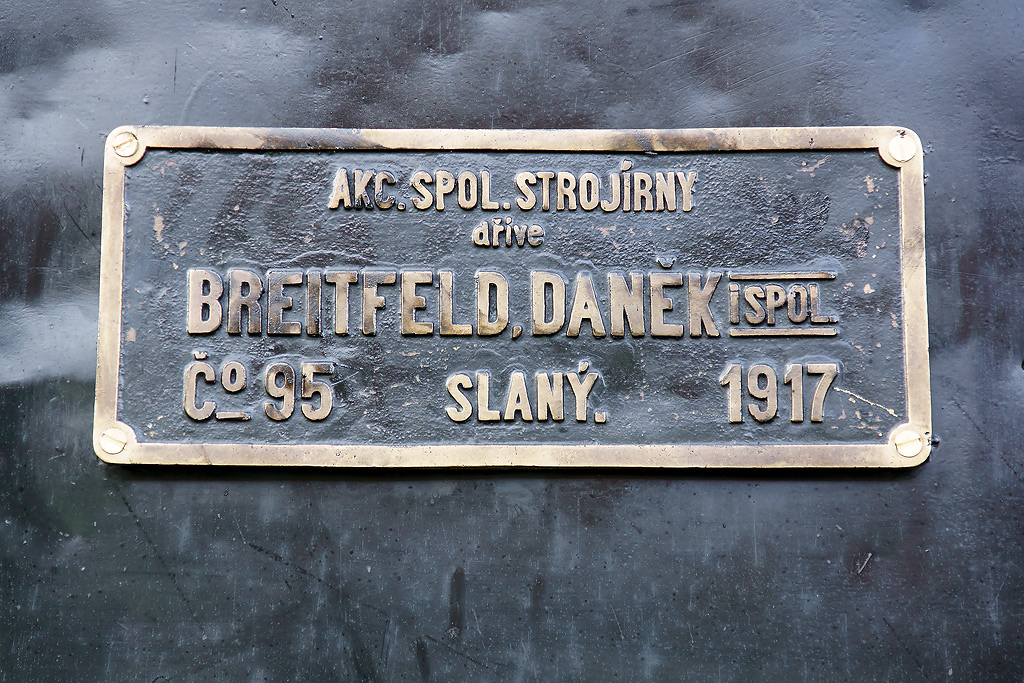 AKC. SPOL. STROJÍRNY
dříve
BREITFELD, DANĚK i SPOL.
Čo 95 SLANÝ. 1917